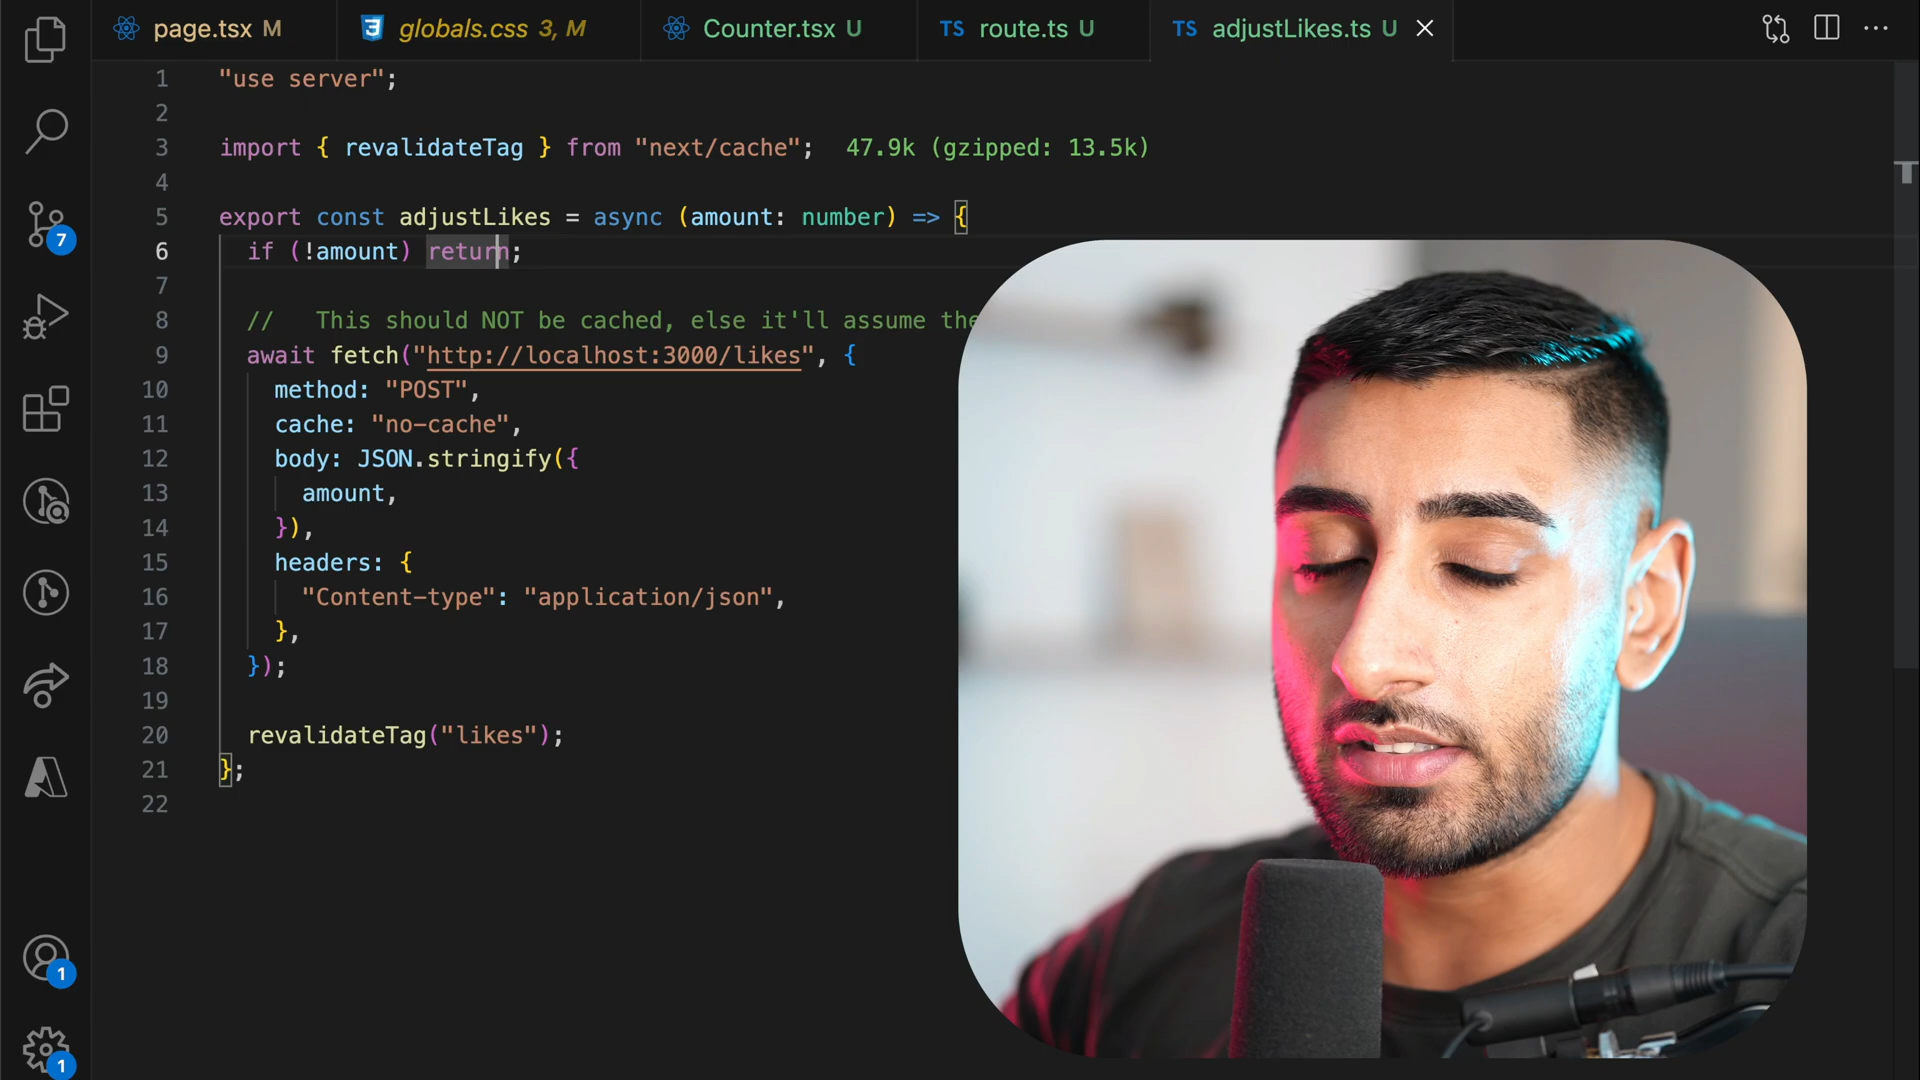 page.tsx M
globals.css 3, M
Counter.tsx U
TS route.ts U
TS adjustLikes.ts U
1 "use server";
2
3 import { revalidateTag } from "next/cache"; 47.9k (gzipped: 13.5k)
4
5 export const adjustLikes = async (amount: number) => {
6 if (!amount) return;
7
8 // This should NOT be cached, else it'll assume the
9 await fetch("http://localhost:3000/likes", {
10 method: "POST",
11 cache: "no-cache",
12 body: JSON.stringify({
13 amount,
14 }),
15 headers: {
16 "Content-type": "application/json",
17 },
18 });
19
20 revalidateTag("likes");
21 };
22
7
1
1